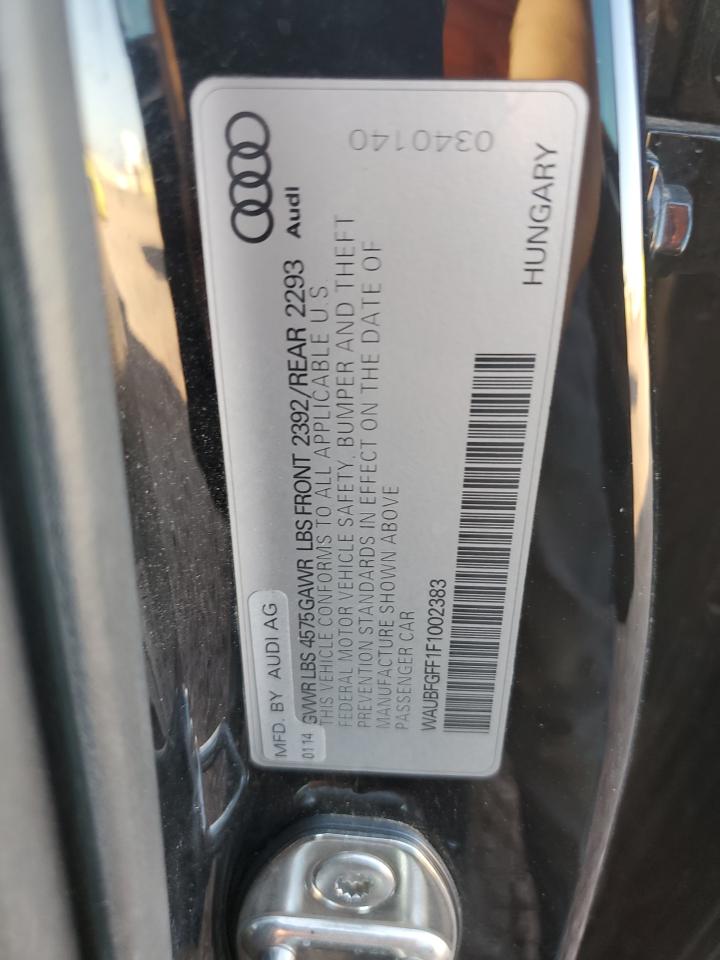 MFD. BY AUDI AG
Audi
01 14 GVWR LBS 4575 GAWR LBS FRONT 2392/REAR 2293
THIS VEHICLE CONFORMS TO ALL APPLICABLE U.S.
FEDERAL MOTOR VEHICLE SAFETY, BUMPER AND THEFT
PREVENTION STANDARDS IN EFFECT ON THE DATE OF
MANUFACTURE SHOWN ABOVE
PASSENGER CAR
WAUBFGFF1F1002383
HUNGARY
0340140